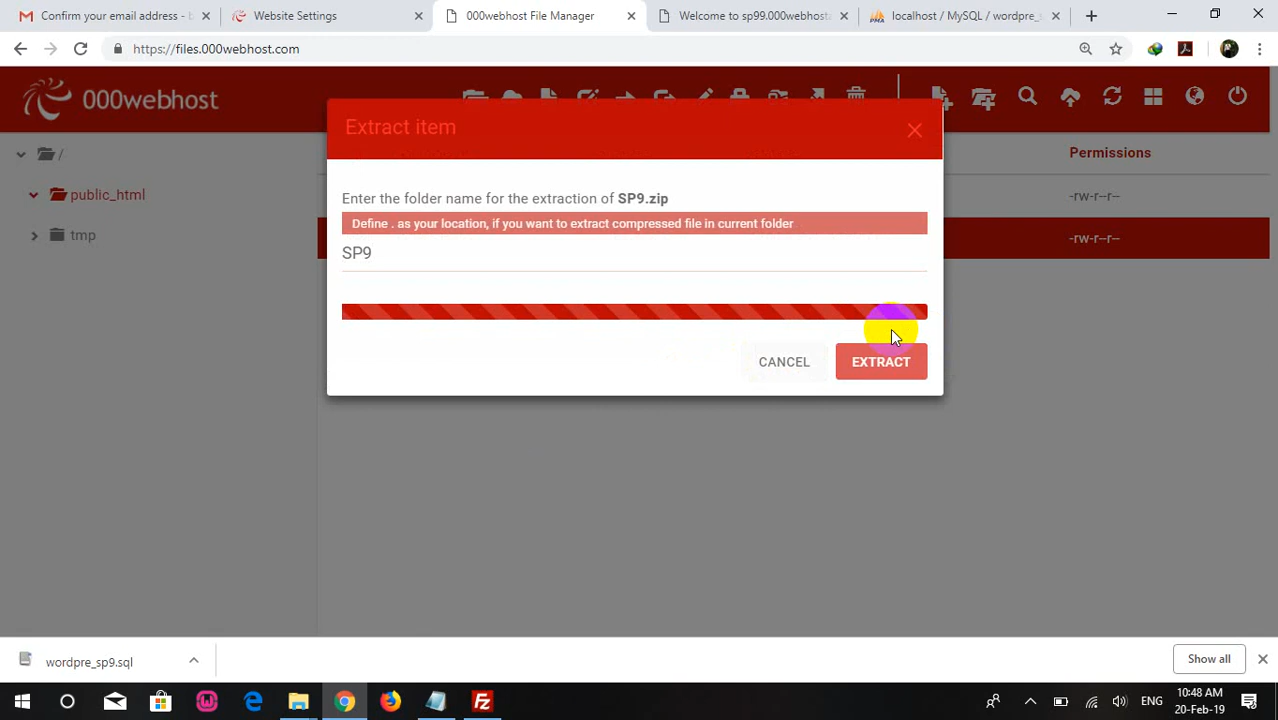 Confirm your email address - b
Website Settings
000webhost File Manager
Welcome to sp99.000webhost
localhost / MySQL / wordpre_s
https://files.000webhost.com
000webhost
Extract item
/
Permissions
public_html
-rw-r--r--
Enter the folder name for the extraction of SP9.zip
Define . as your location, if you want to extract compressed file in current folder
tmp
-rw-r--r--
SP9
CANCEL
EXTRACT
wordpre_sp9.sql
Show all
ENG
10:48 AM
20-Feb-19